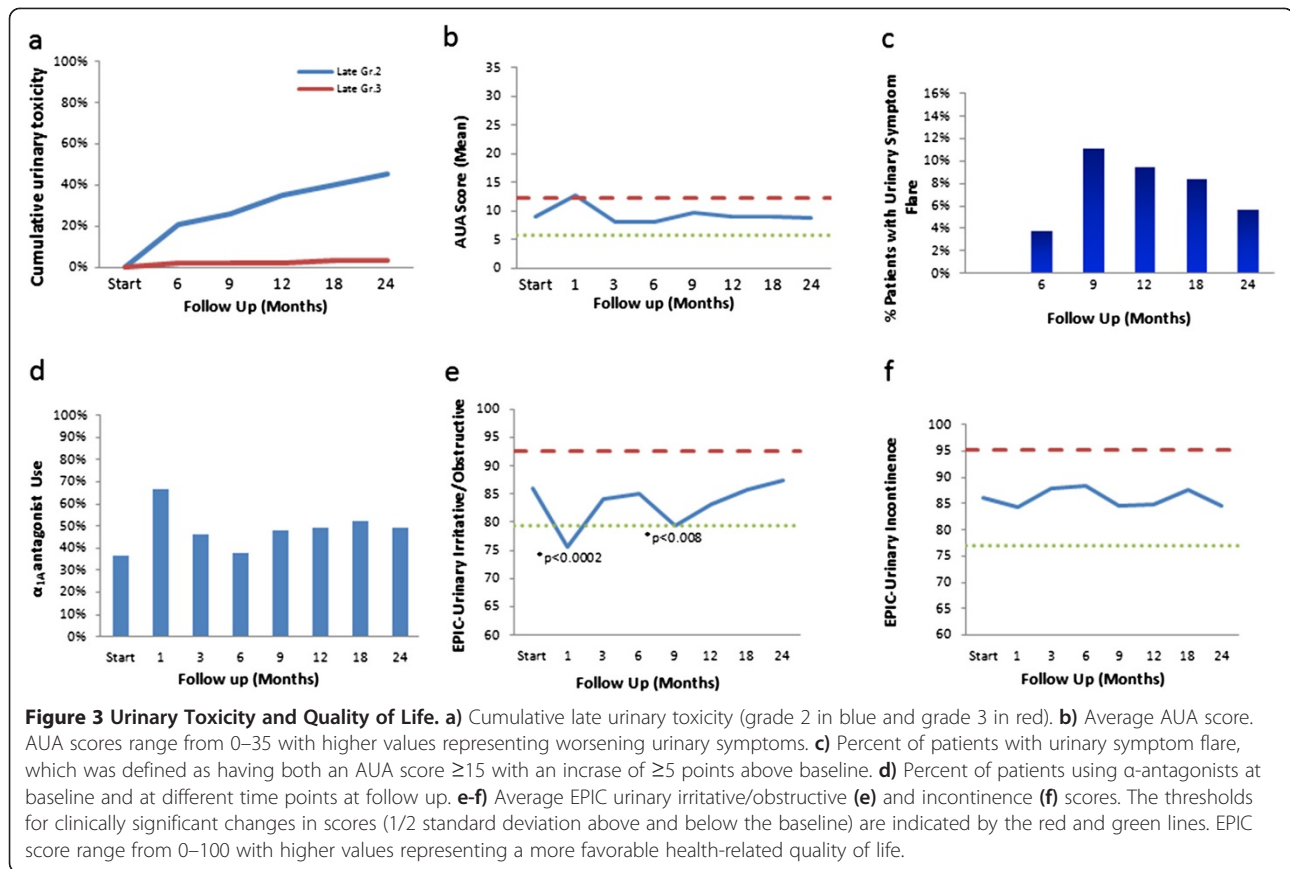 a
100%
80%
60%
40%
20%
0%
Cumulative urinary toxicity
Late Gr.2
Late Gr.3
Start 6 9 12 18 24
Follow Up (Months)
b
35
30
25
20
15
10
5
0
AUA Score (Mean)
Start 1 3 6 9 12 18 24
Follow up (Months)
c
16%
14%
12%
10%
8%
6%
4%
2%
0%
% Patients with Urinary Symptom
Flare
6 9 12 18 24
Follow Up (Months)
d
100%
90%
80%
70%
60%
50%
40%
30%
20%
10%
0%
α1A antagonist Use
Start 1 3 6 9 12 18 24
Follow up (Months)
e
100
95
90
85
80
75
70
65
60
EPIC-Urinary Irritative/Obstructive
*p<0.0002
*p<0.008
Start 1 3 6 9 12 18 24
Follow Up (Months)
f
100
95
90
85
80
75
70
65
60
EPIC-Urinary Incontinence
Start 1 3 6 9 12 18 24
Follow Up (Months)
Figure 3 Urinary Toxicity and Quality of Life. a) Cumulative late urinary toxicity (grade 2 in blue and grade 3 in red). b) Average AUA score.
AUA scores range from 0–35 with higher values representing worsening urinary symptoms. c) Percent of patients with urinary symptom flare,
which was defined as having both an AUA score ≥15 with an incrase of ≥5 points above baseline. d) Percent of patients using α-antagonists at
baseline and at different time points at follow up. e-f) Average EPIC urinary irritative/obstructive (e) and incontinence (f) scores. The thresholds
for clinically significant changes in scores (1/2 standard deviation above and below the baseline) are indicated by the red and green lines. EPIC
score range from 0–100 with higher values representing a more favorable health-related quality of life.